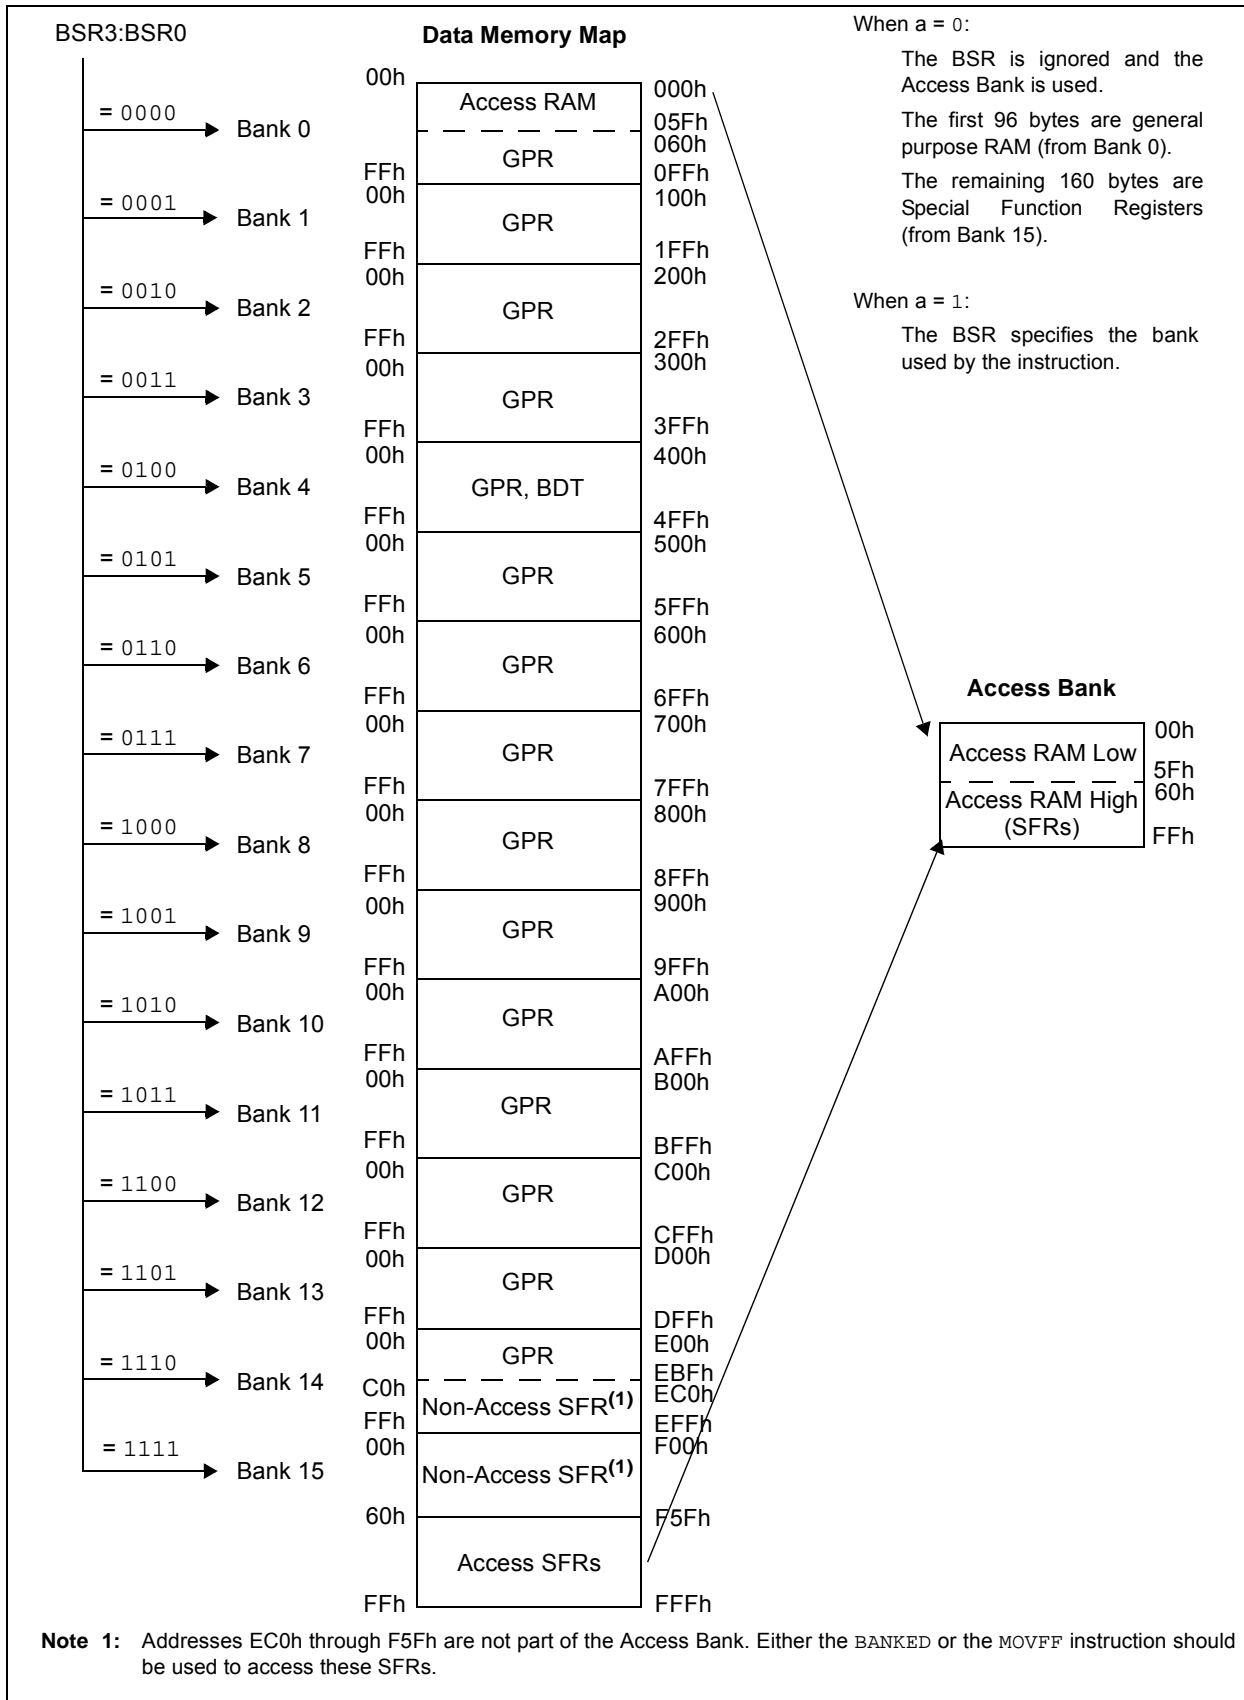 BSR3:BSR0
Data Memory Map
When a = 0:
The BSR is ignored and the
Access Bank is used.
The first 96 bytes are general
purpose RAM (from Bank 0).
The remaining 160 bytes are
Special Function Registers
(from Bank 15).
When a = 1:
The BSR specifies the bank
used by the instruction.
= 0000
Bank 0
00h
Access RAM
000h
05Fh
060h
GPR
FFh
0FFh
= 0001
Bank 1
00h
GPR
100h
FFh
1FFh
= 0010
Bank 2
00h
GPR
200h
FFh
2FFh
= 0011
Bank 3
00h
GPR
300h
FFh
3FFh
= 0100
Bank 4
00h
GPR, BDT
400h
FFh
4FFh
= 0101
Bank 5
00h
GPR
500h
FFh
5FFh
= 0110
Bank 6
00h
GPR
600h
FFh
6FFh
= 0111
Bank 7
00h
GPR
700h
FFh
7FFh
= 1000
Bank 8
00h
GPR
800h
FFh
8FFh
= 1001
Bank 9
00h
GPR
900h
FFh
9FFh
= 1010
Bank 10
00h
GPR
A00h
FFh
AFFh
= 1011
Bank 11
00h
GPR
B00h
FFh
BFFh
= 1100
Bank 12
00h
GPR
C00h
FFh
CFFh
= 1101
Bank 13
00h
GPR
D00h
FFh
DFFh
= 1110
Bank 14
00h
GPR
E00h
EBFh
C0h
EC0h
Non-Access SFR(1)
FFh
EFFh
= 1111
Bank 15
00h
F00h
Non-Access SFR(1)
60h
F5Fh
Access SFRs
FFh
FFFh
Access Bank
Access RAM Low
00h
5Fh
60h
Access RAM High
(SFRs)
FFh
Note 1: Addresses EC0h through F5Fh are not part of the Access Bank. Either the BANKED or the MOVFF instruction should
be used to access these SFRs.